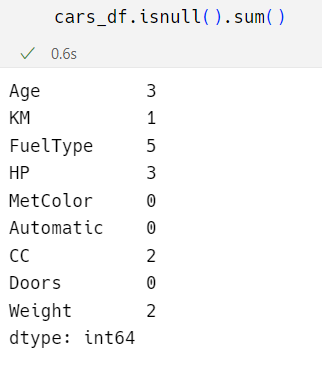 cars_df.isnull().sum()
0.6s
Age 3
KM 1
FuelType 5
HP 3
MetColor 0
Automatic 0
CC 2
Doors 0
Weight 2
dtype: int64